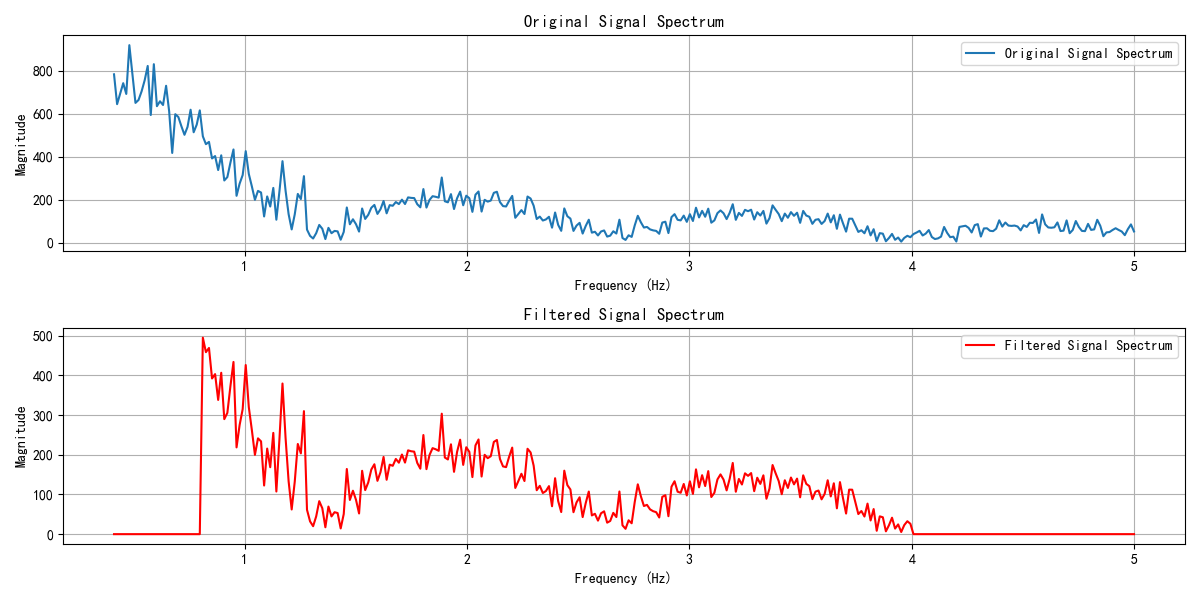 Original Signal Spectrum
Original Signal Spectrum
Magnitude
800
600
400
200
0
1
2
3
4
5
Frequency (Hz)
Filtered Signal Spectrum
Filtered Signal Spectrum
Magnitude
500
400
300
200
100
0
1
2
3
4
5
Frequency (Hz)